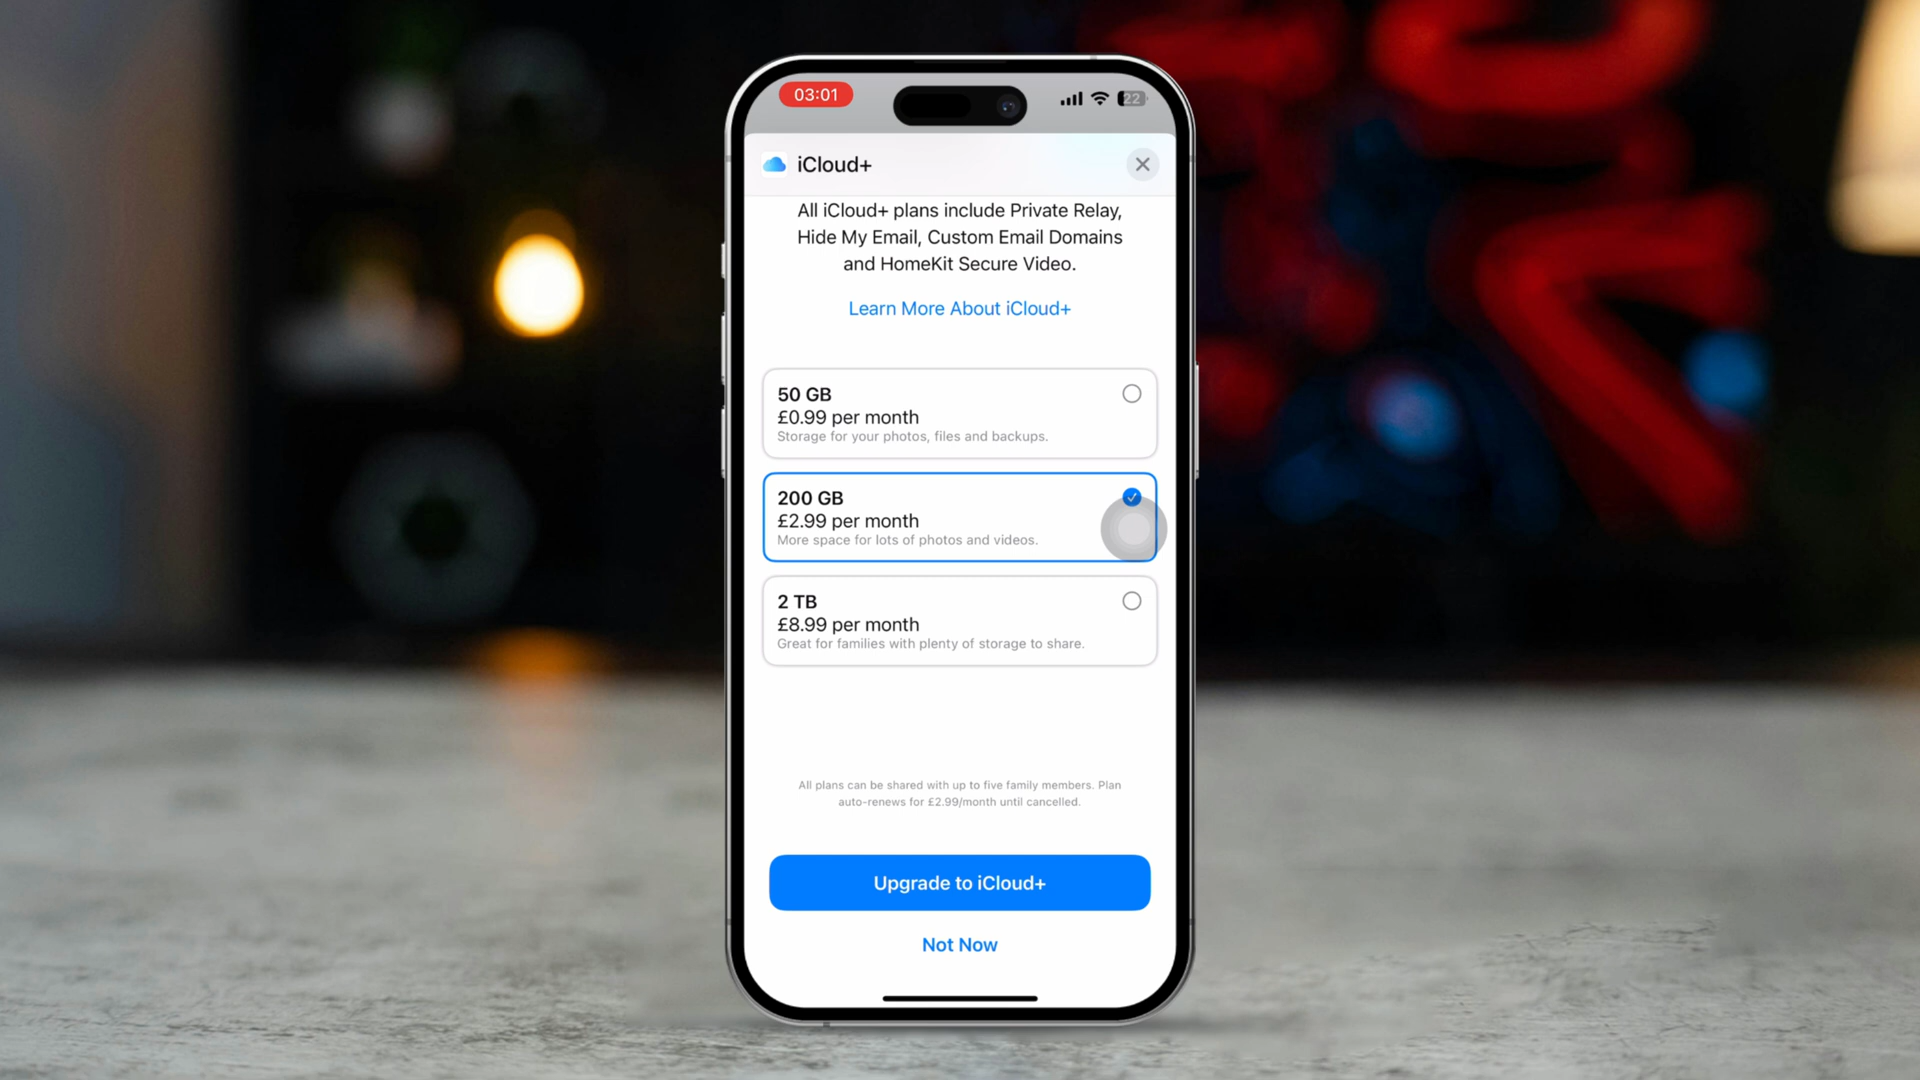 03:01
22
iCloud+
All iCloud+ plans include Private Relay,
Hide My Email, Custom Email Domains
and HomeKit Secure Video.
Learn More About iCloud+
50 GB
£0.99 per month
Storage for your photos, files and backups.
200 GB
£2.99 per month
More space for lots of photos and videos.
2 TB
£8.99 per month
Great for families with plenty of storage to share.
All plans can be shared with up to five family members. Plan
auto-renews for £2.99/month until cancelled.
Upgrade to iCloud+
Not Now